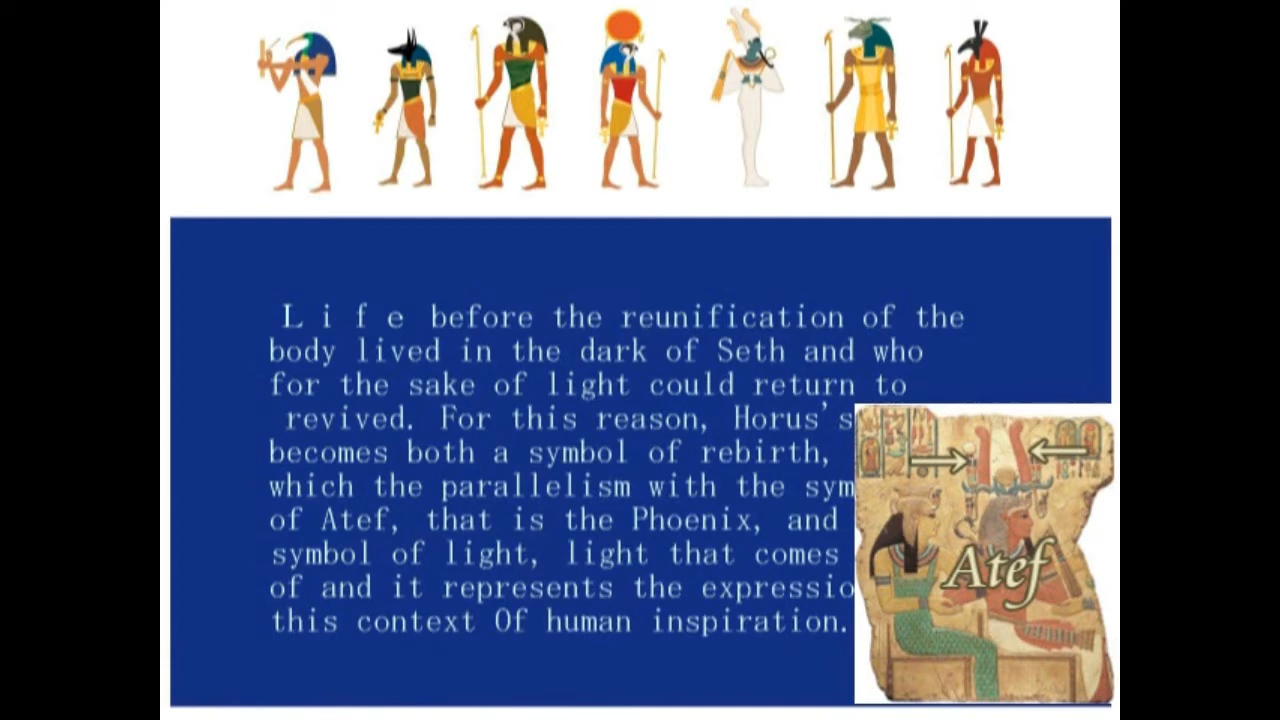 L i f e before the reunification of the
body lived in the dark of Seth and who
for the sake of light could return to
revived. For this reason, Horus's
becomes both a symbol of rebirth,
which the parallelism with the sym
of Atef, that is the Phoenix, and
symbol of light, light that comes
of and it represents the expressio
this context Of human inspiration.
Atef